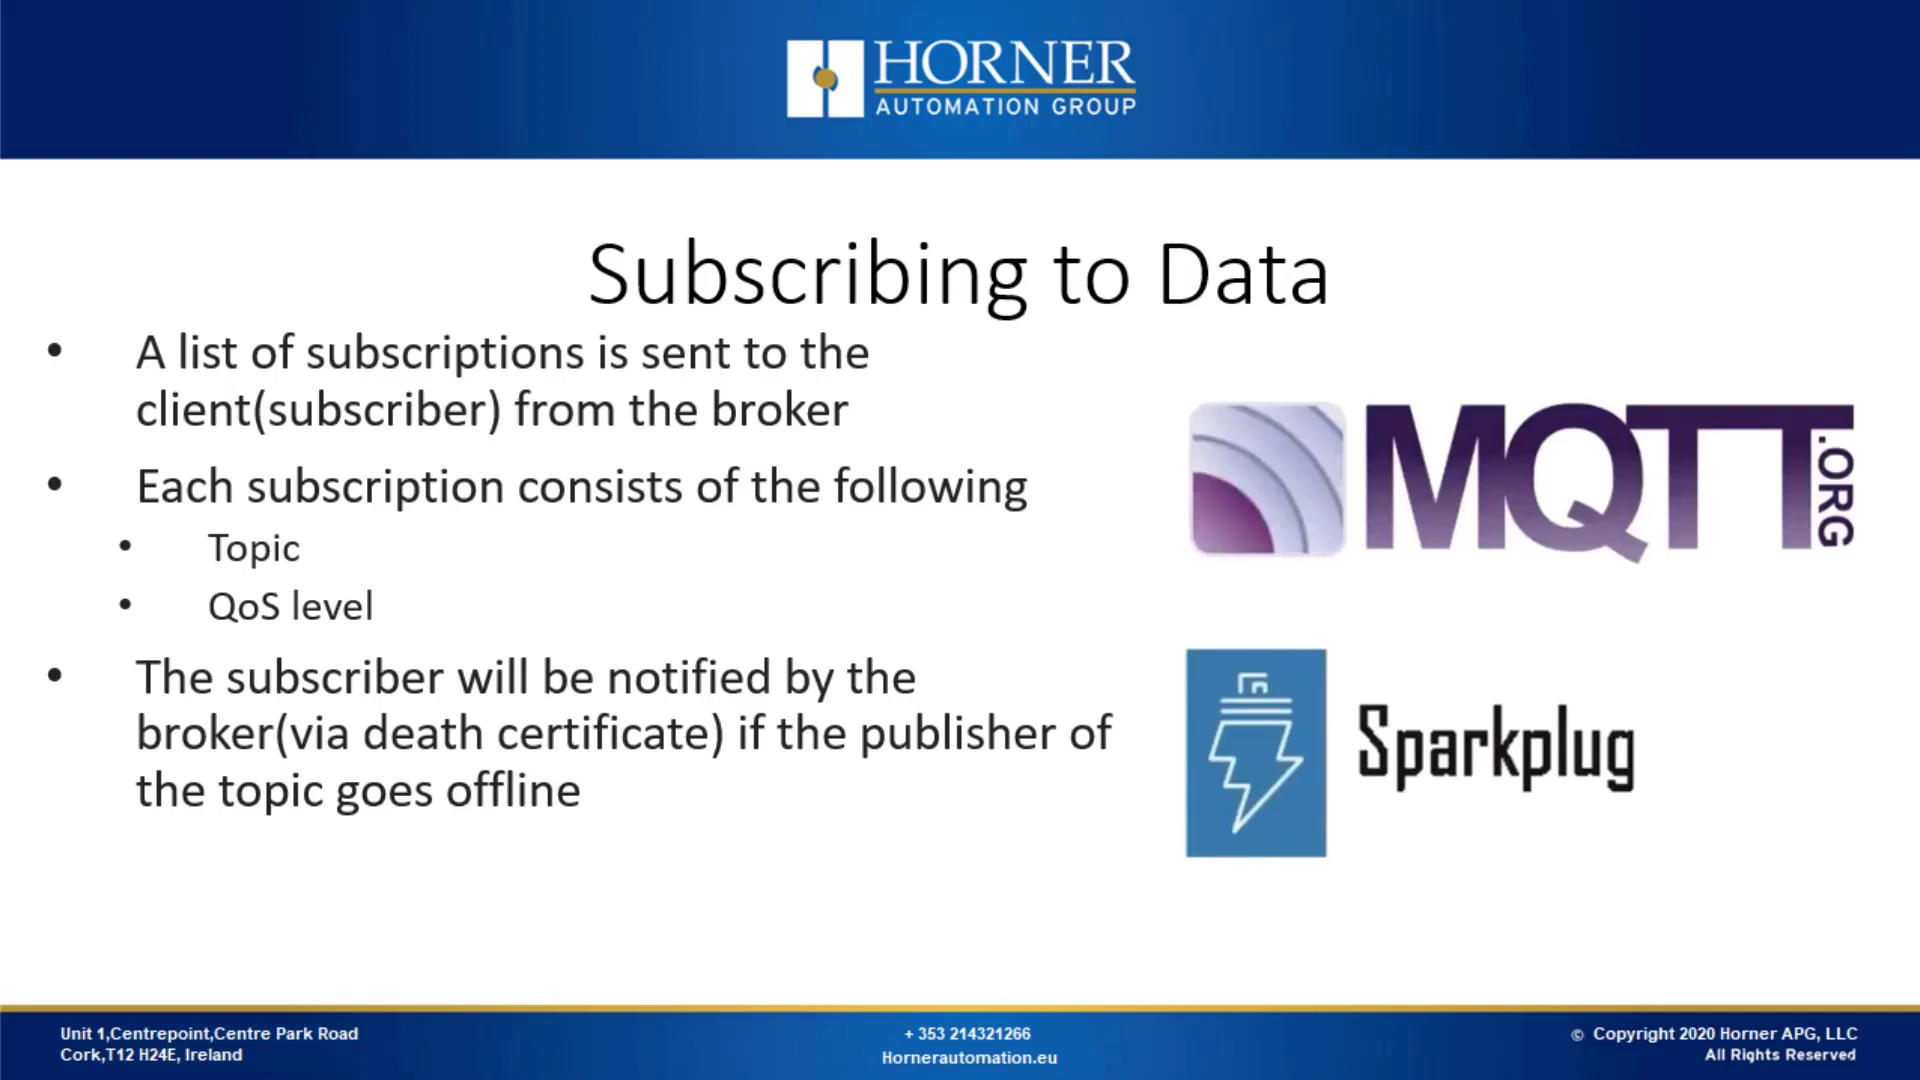 HORNER
AUTOMATION GROUP
Subscribing to Data
• A list of subscriptions is sent to the
client(subscriber) from the broker
• Each subscription consists of the following
• Topic
• QoS level
• The subscriber will be notified by the
broker(via death certificate) if the publisher of
the topic goes offline
MQTT.ORG
Sparkplug
Unit 1,Centrepoint,Centre Park Road
Cork,T12 H24E, Ireland
+ 353 214321266
Hornerautomation.eu
© Copyright 2020 Horner APG, LLC
All Rights Reserved